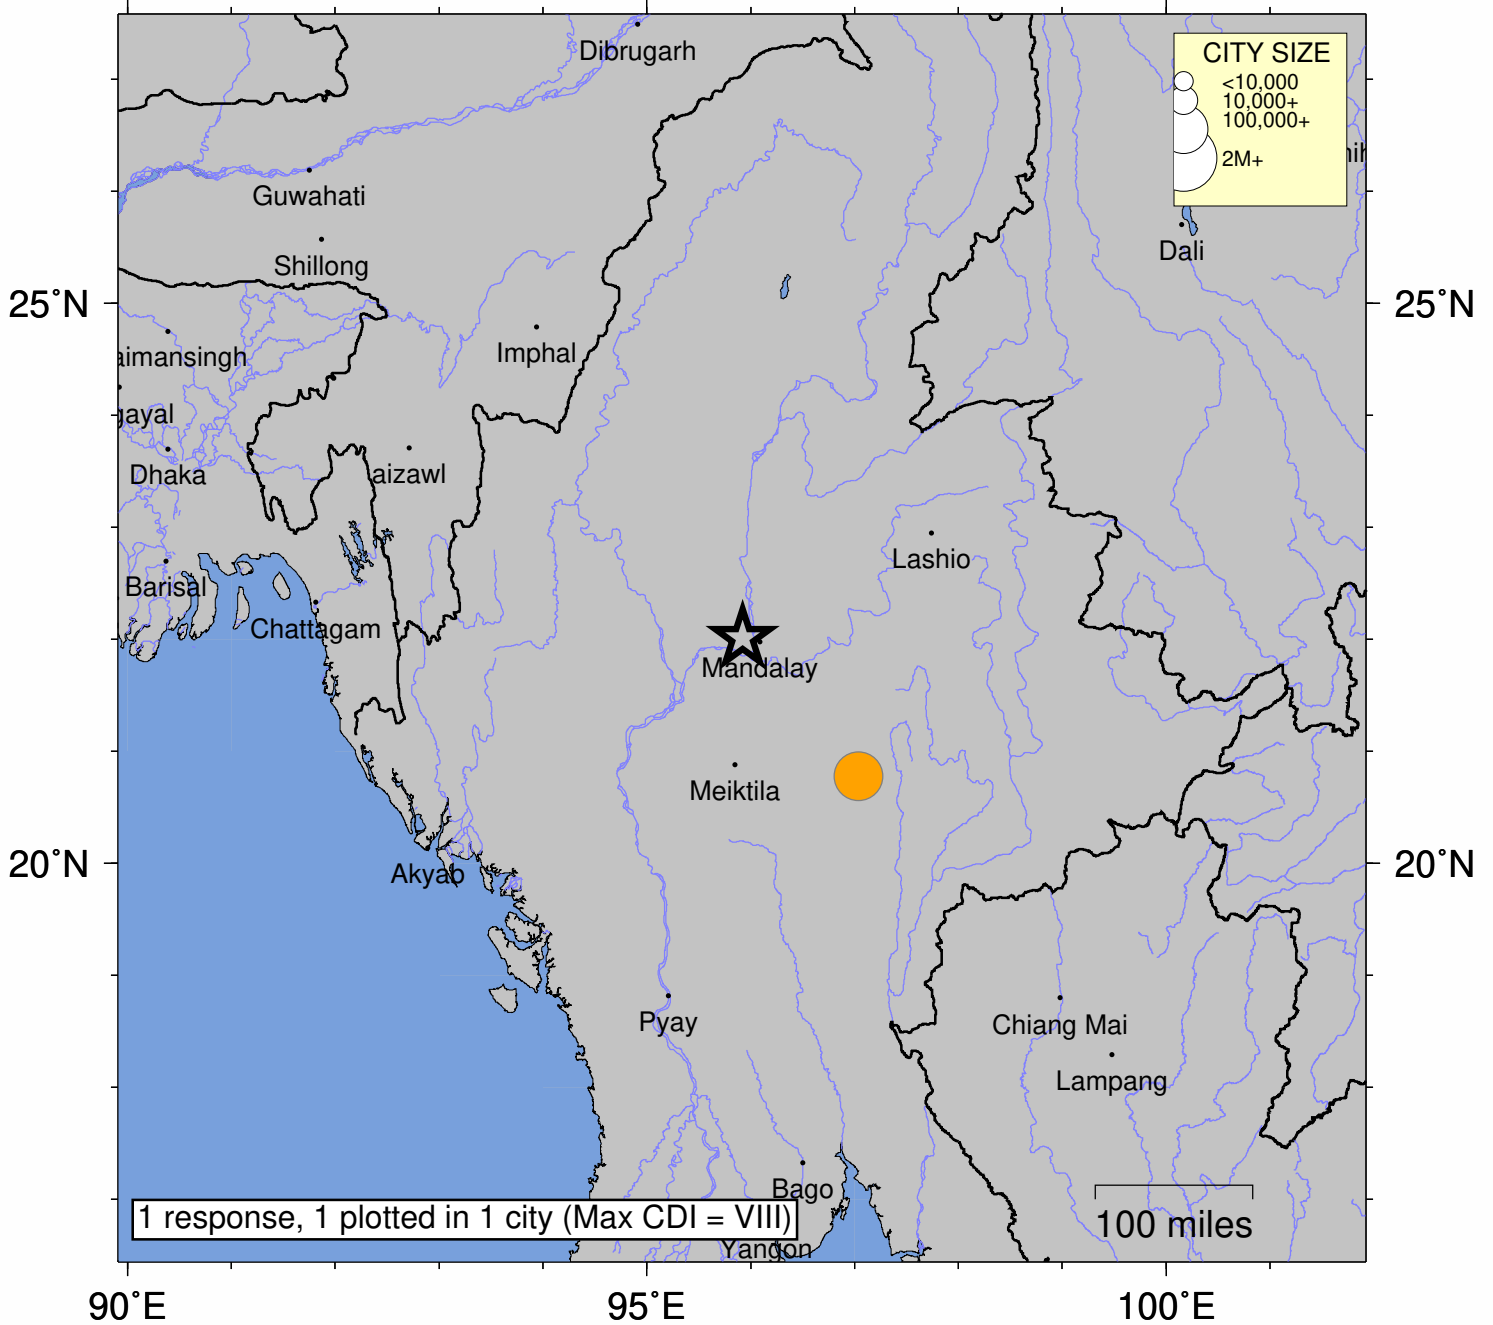 Dibrugarh
CITY SIZE
<10,000
10,000+
100,000+
2M+
Guwahati
Shillong
Dali
25˚N
25˚N
Imphal
aimansingh
gayal
Dhaka
aizawl
Lashio
Barisal
Chattagam
Mandalay
Meiktila
20˚N
20˚N
Akyab
Pyay
Chiang Mai
Lampang
Bago
1 response, 1 plotted in 1 city (Max CDI = VIII)
100 miles
Yangon
90˚E
95˚E
100˚E